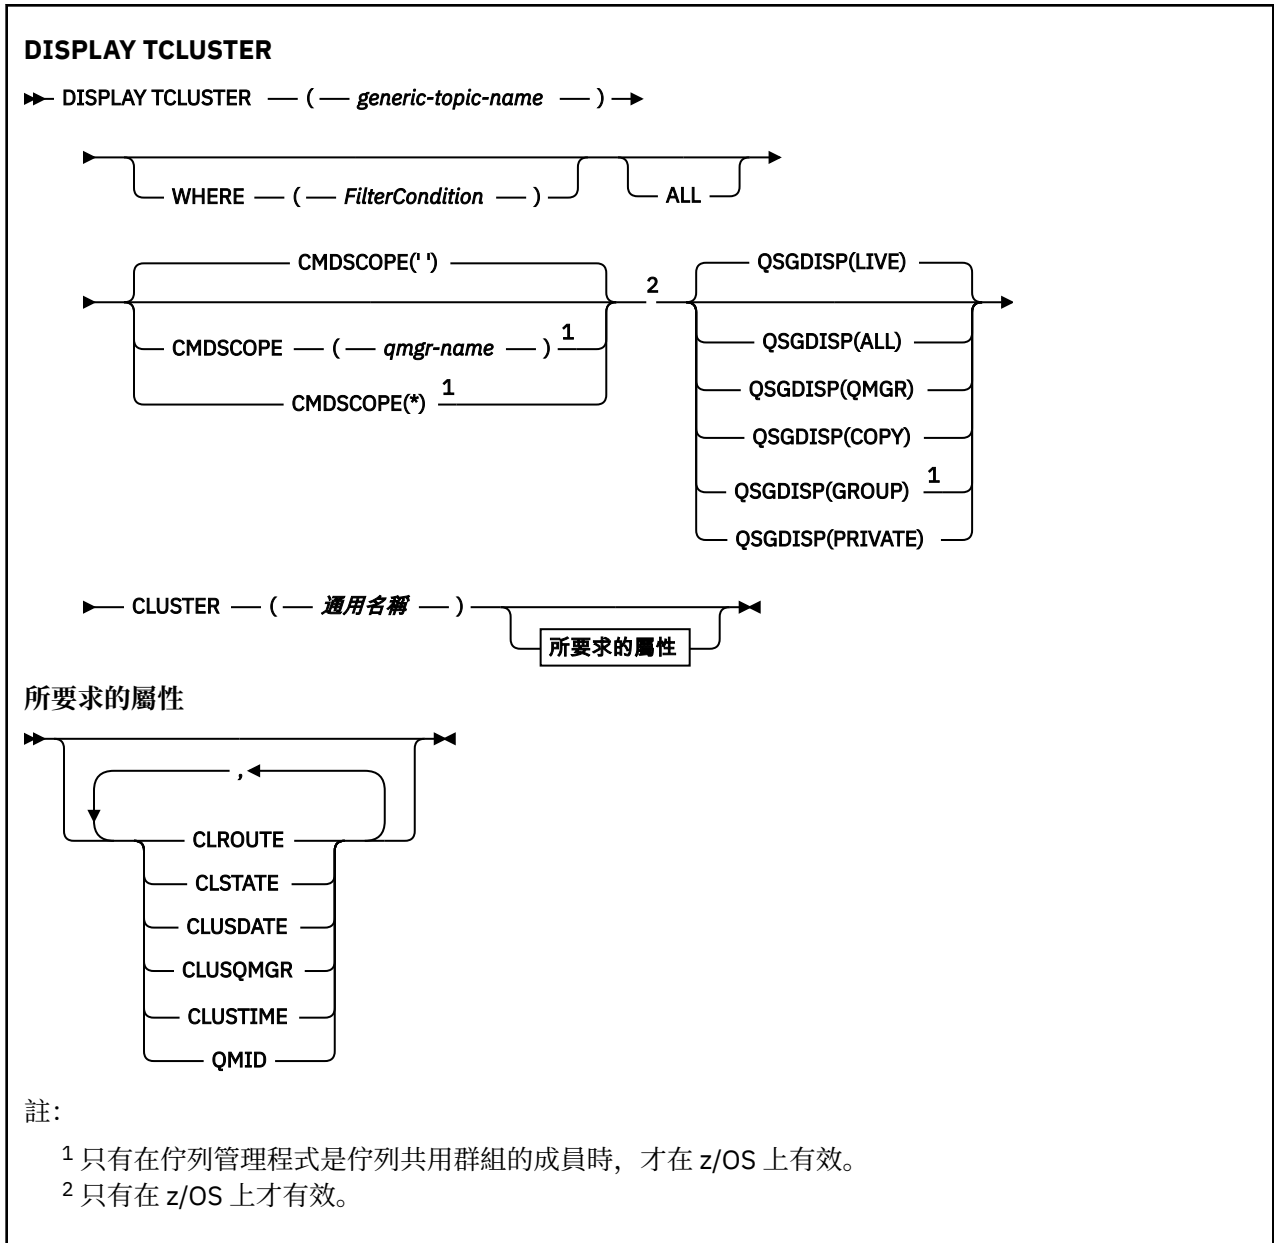 DISPLAY TCLUSTER
DISPLAY TCLUSTER ( generic-topic-name )
WHERE ( FilterCondition ) ALL
CMDSCOPE(' ')
CMDSCOPE ( qmgr-name ) 1
CMDSCOPE(*) 1
2
QSGDISP(LIVE)
QSGDISP(ALL)
QSGDISP(QMGR)
QSGDISP(COPY)
QSGDISP(GROUP) 1
QSGDISP(PRIVATE)
CLUSTER ( 通用名稱 )
所要求的屬性
所要求的屬性
,
CLROUTE
CLSTATE
CLUSDATE
CLUSQMGR
CLUSTIME
QMID
註：
1 只有在佇列管理程式是佇列共用群組的成員時，才在 z/OS 上有效。
2 只有在 z/OS 上才有效。